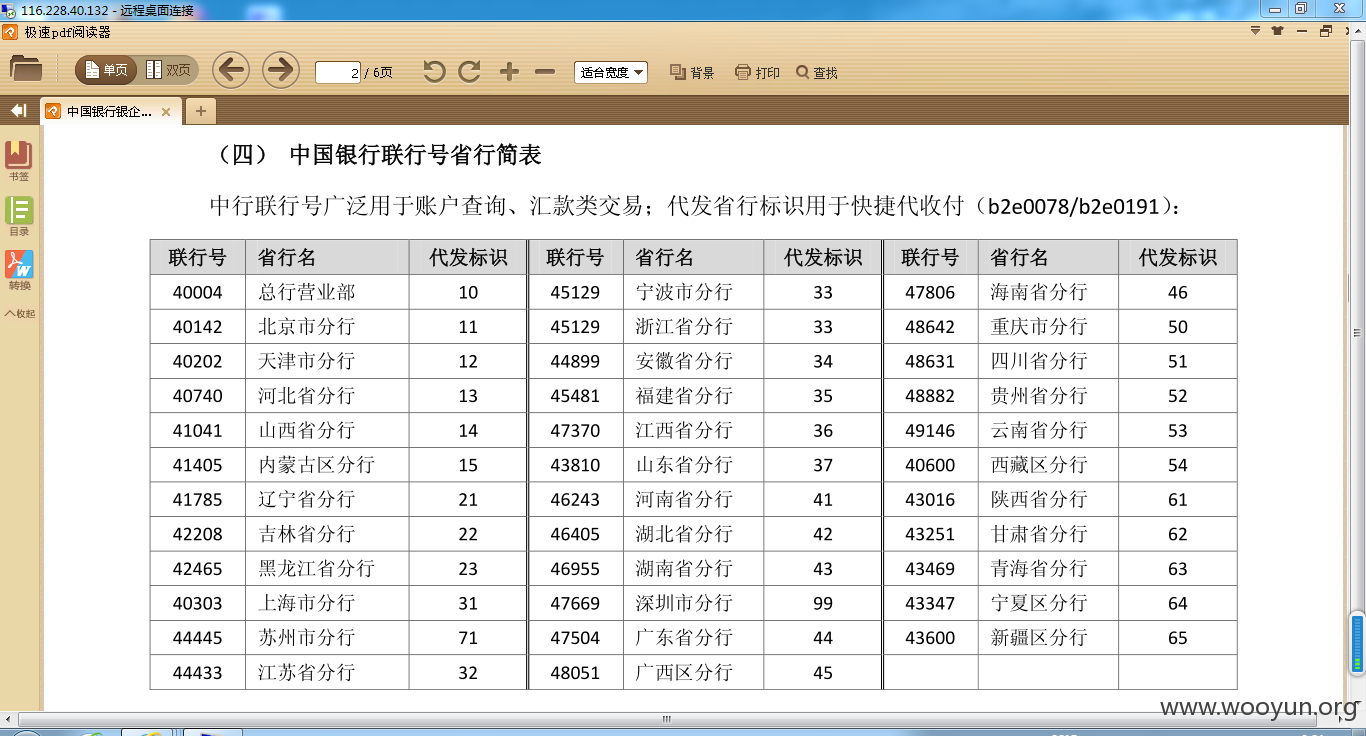 116.228.40.132 - 远程桌面连接
极速pdf阅读器
单页 双页 2 / 6页 适合宽度 背景 打印 查找
中国银行银企... × +
书签
目录
转换
收起
（四） 中国银行联行号省行简表
中行联行号广泛用于账户查询、汇款类交易；代发省行标识用于快捷代收付（b2e0078/b2e0191）：
联行号 省行名 代发标识 联行号 省行名 代发标识 联行号 省行名 代发标识
40004 总行营业部 10 45129 宁波市分行 33 47806 海南省分行 46
40142 北京市分行 11 45129 浙江省分行 33 48642 重庆市分行 50
40202 天津市分行 12 44899 安徽省分行 34 48631 四川省分行 51
40740 河北省分行 13 45481 福建省分行 35 48882 贵州省分行 52
41041 山西省分行 14 47370 江西省分行 36 49146 云南省分行 53
41405 内蒙古区分行 15 43810 山东省分行 37 40600 西藏区分行 54
41785 辽宁省分行 21 46243 河南省分行 41 43016 陕西省分行 61
42208 吉林省分行 22 46405 湖北省分行 42 43251 甘肃省分行 62
42465 黑龙江省分行 23 46955 湖南省分行 43 43469 青海省分行 63
40303 上海市分行 31 47669 深圳市分行 99 43347 宁夏区分行 64
44445 苏州市分行 71 47504 广东省分行 44 43600 新疆区分行 65
44433 江苏省分行 32 48051 广西区分行 45
www.wooyun.org